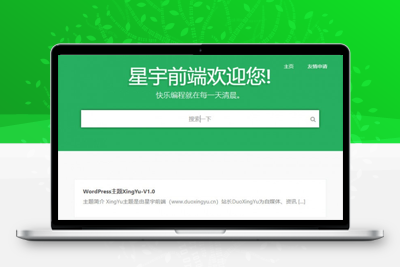 主页 友情申请
星宇前端欢迎您!
快乐编程就在每一天清晨。
搜索一下
WordPress主题XingYu-V1.0
主题简介 XingYu主题是由星宇前端（www.duoxingyu.cn）站长DuoXingYu为自媒体、资讯 [...]